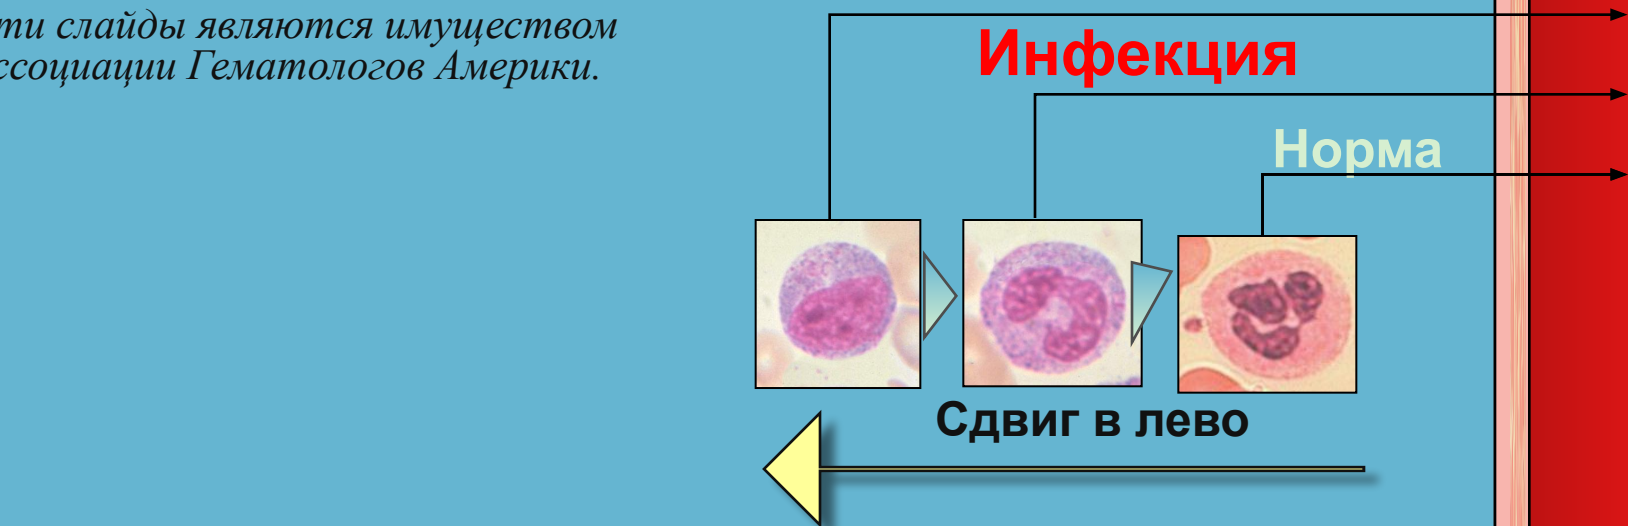 ти слайды являются имуществом
ссоциации Гематологов Америки.
Инфекция
Норма
Сдвиг в лево